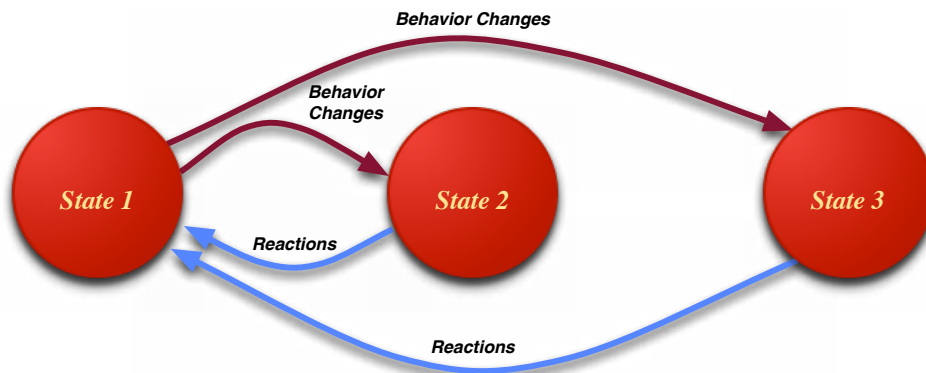 Behavior Changes
Behavior
Changes
State 1
State 2
State 3
Reactions
Reactions